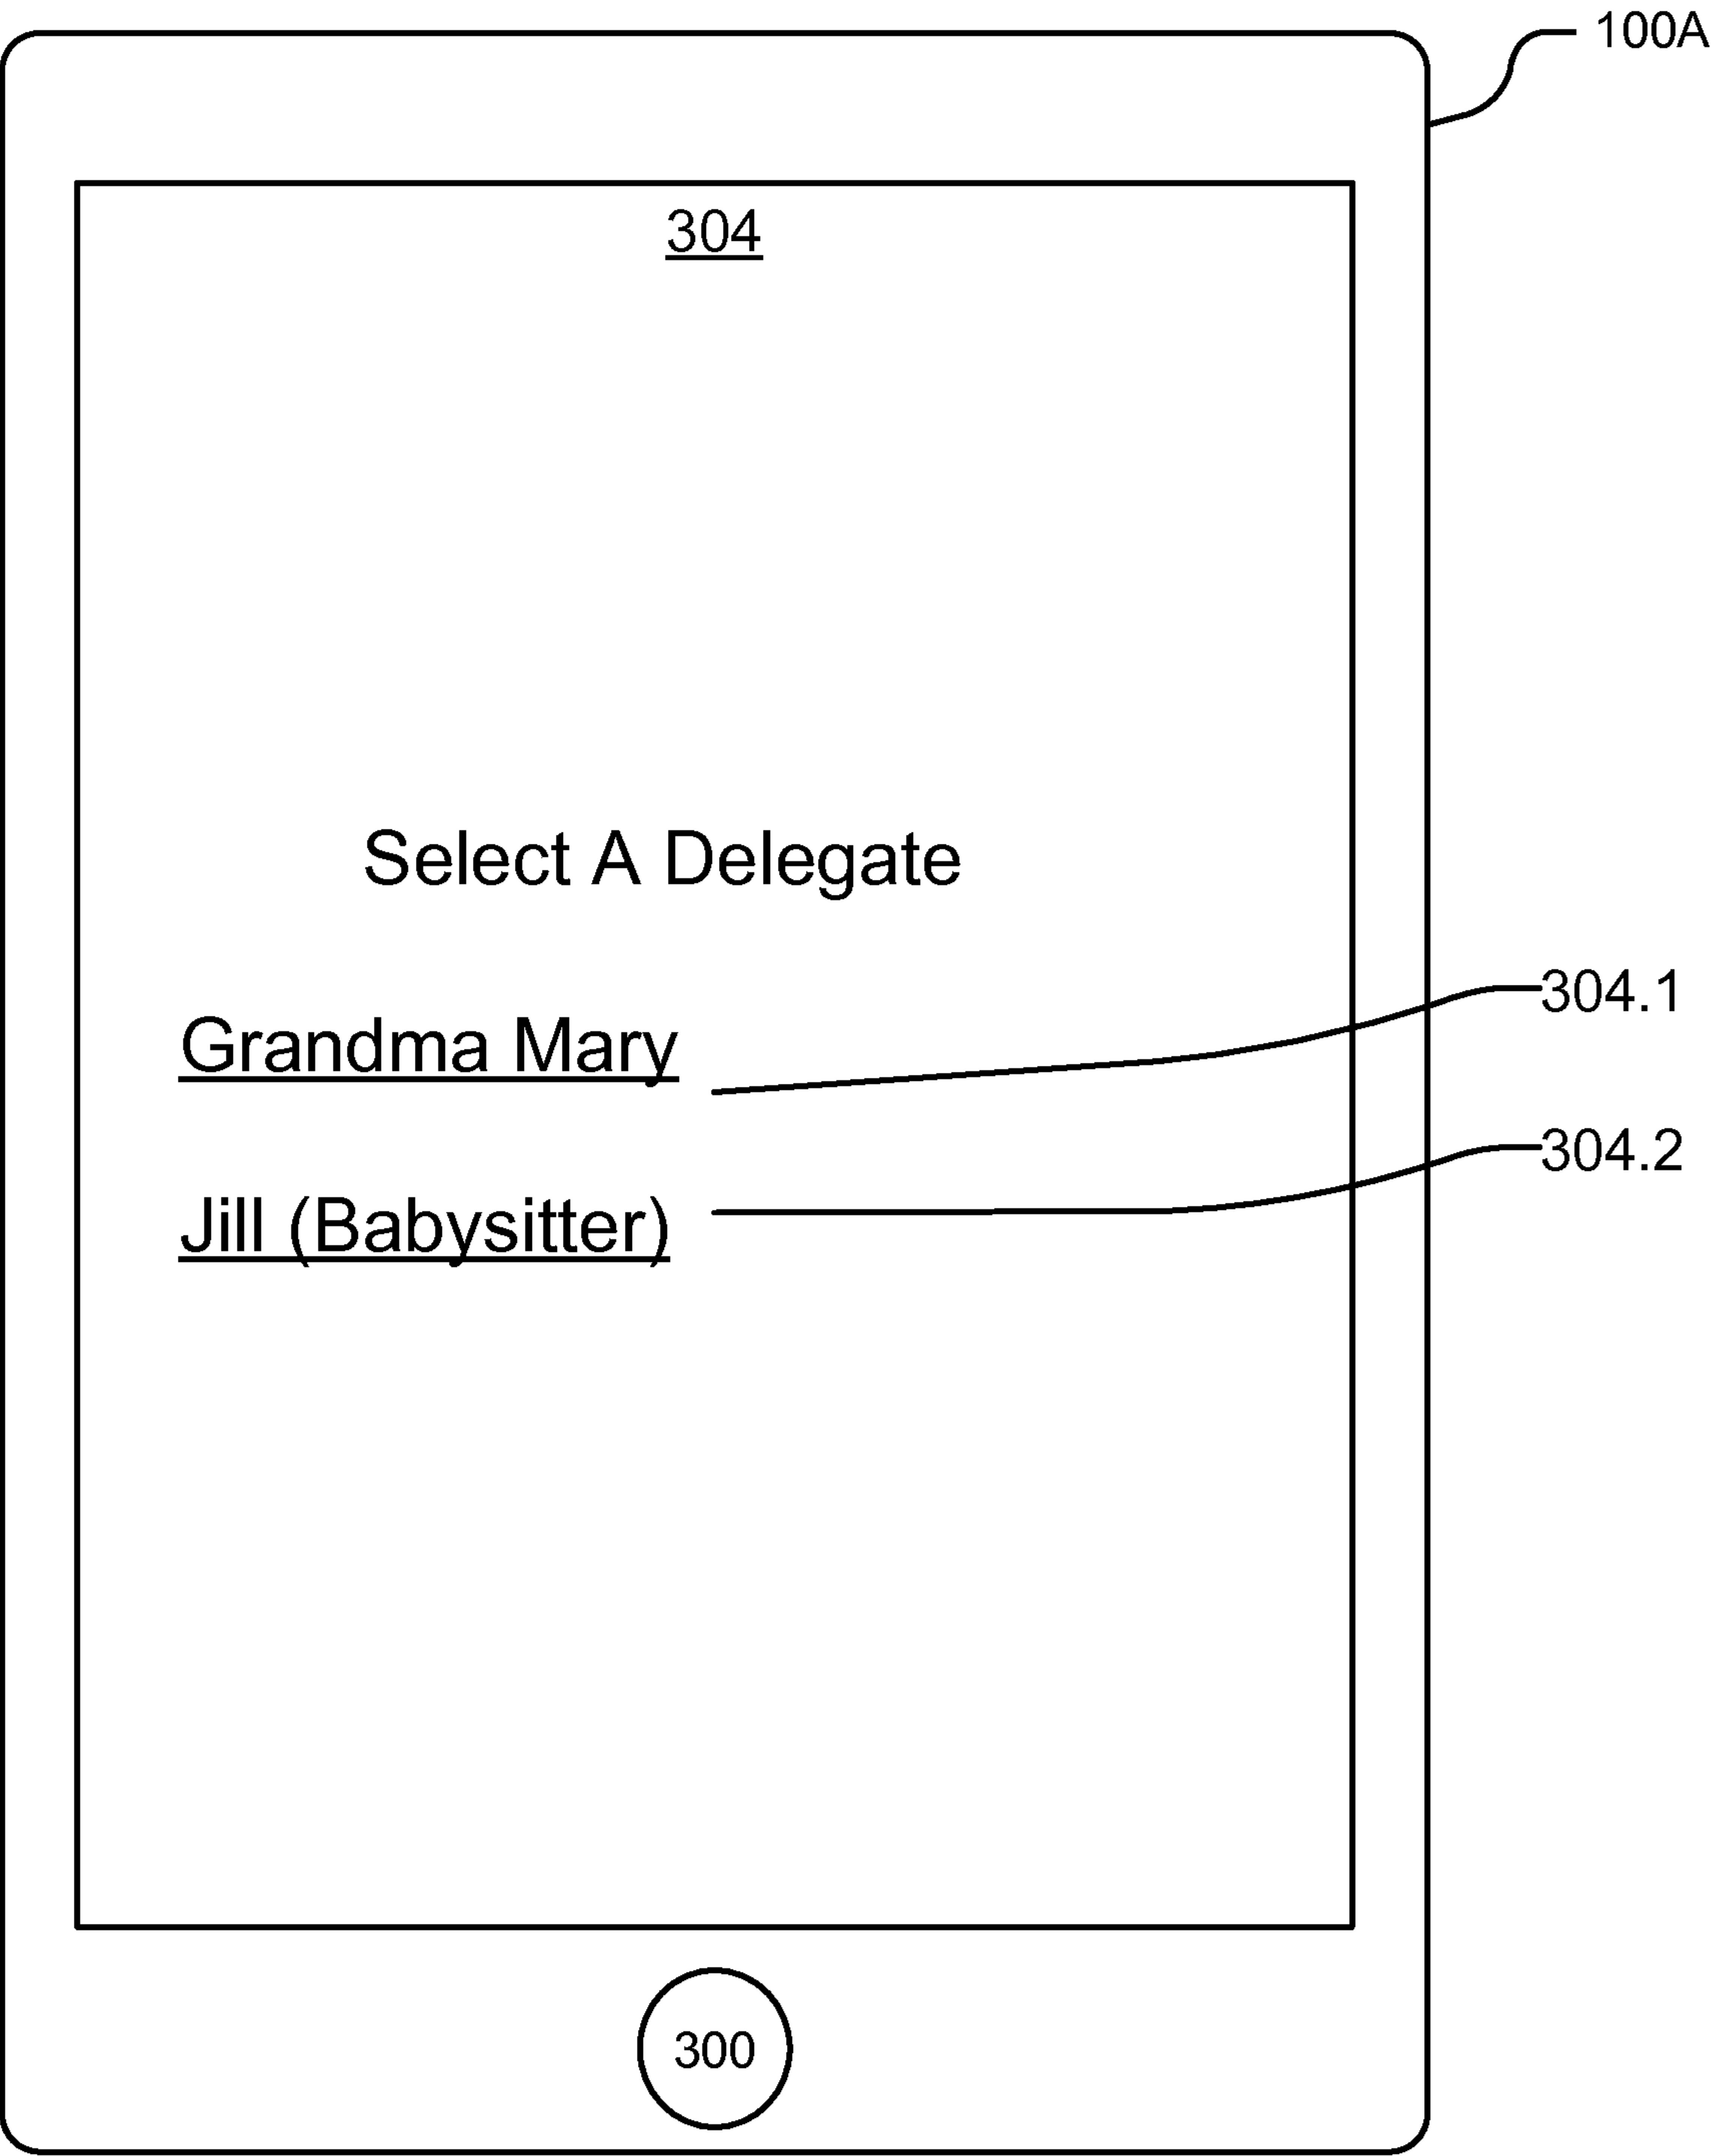 100A
304
Select A Delegate
304.1
Grandma Mary
304.2
Jill (Babysitter)
300